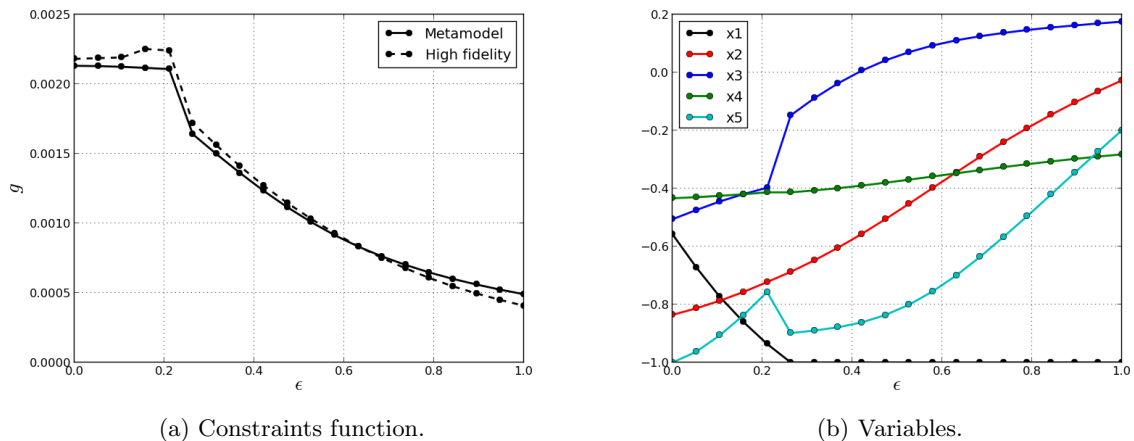 0.0025
0.0020
0.0015
0.0010
0.0005
0.0000
g
0.0 0.2 0.4 0.6 0.8 1.0
ϵ
Metamodel
High fidelity
(a) Constraints function.
0.2
0.0
−0.2
−0.4
−0.6
−0.8
−1.0
0.0 0.2 0.4 0.6 0.8 1.0
ϵ
x1
x2
x3
x4
x5
(b) Variables.